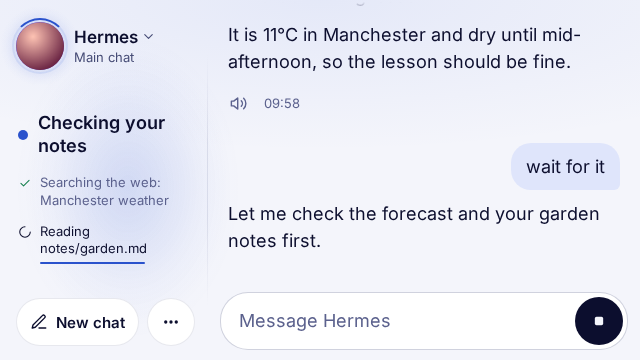 Hermes
Main chat
Checking your
notes
Searching the web:
Manchester weather
Reading
notes/garden.md
New chat
It is 11°C in Manchester and dry until mid-
afternoon, so the lesson should be fine.
09:58
wait for it
Let me check the forecast and your garden
notes first.
Message Hermes